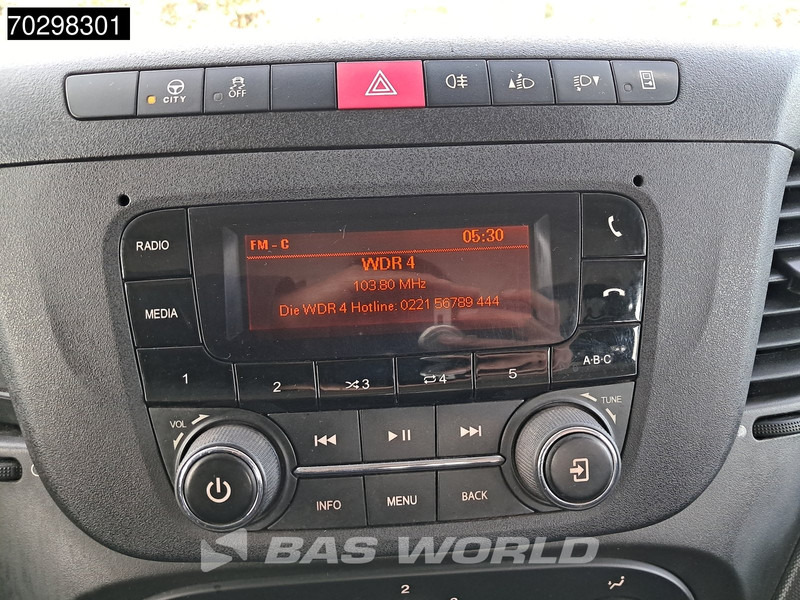 70298301
CITY
OFF
RADIO
FM - C
05:30
WDR 4
103.80 MHz
MEDIA
Die WDR 4 Hotline: 0221 56789 444
1
2
3
4
5
A·B·C
VOL
TUNE
INFO
MENU
BACK
BAS WORLD
2